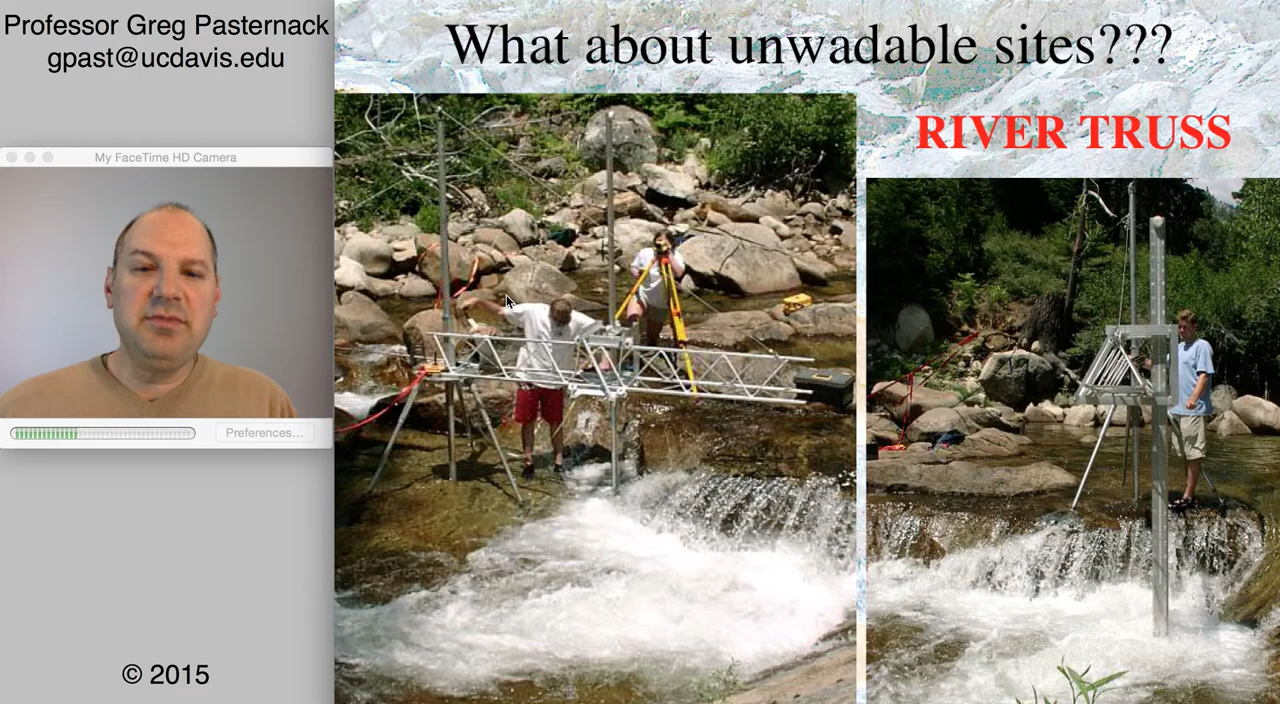 Professor Greg Pasternack
gpast@ucdavis.edu
My FaceTime HD Camera
Preferences...
© 2015
What about unwadable sites???
RIVER TRUSS